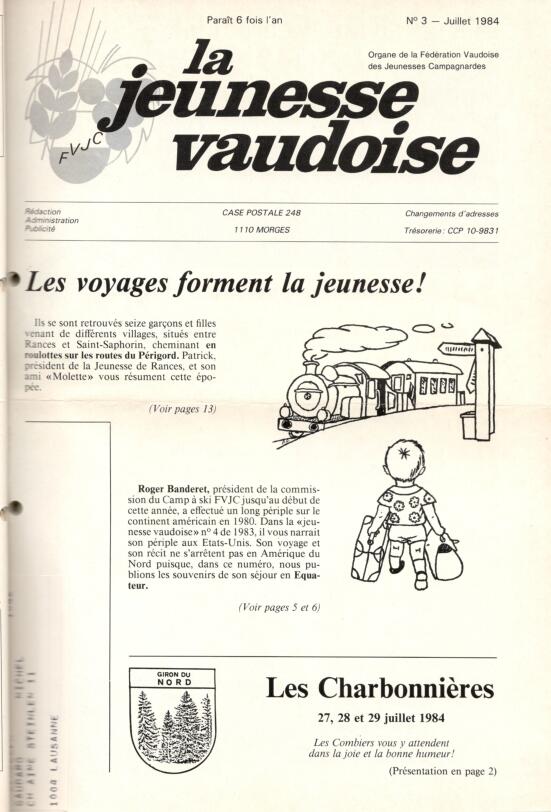 Paraît 6 fois l'an
Nº 3 — Juillet 1984
la
jeunesse
vaudoise
Organe de la Fédération Vaudoise
des Jeunesses Campagnardes
FVJC
Rédaction
Administration
Publicité
CASE POSTALE 248
1110 MORGES
Changements d'adresses
Trésorerie: CCP 10-9831
Les voyages forment la jeunesse!
Ils se sont retrouvés seize garçons et filles
venant de différents villages, situés entre
Rances et Saint-Saphorin, cheminant en
roulottes sur les routes du Périgord. Patrick,
président de la Jeunesse de Rances, et son
ami «Molette» vous résument cette épo-
pée.
(Voir pages 13)
Roger Banderet, président de la commis-
sion du Camp à ski FVJC jusqu'au début de
cette année, a effectué un long périple sur le
continent américain en 1980. Dans la «jeu-
nesse vaudoise» nº 4 de 1983, il vous narrait
son périple aux Etats-Unis. Son voyage et
son récit ne s'arrêtent pas en Amérique du
Nord puisque, dans ce numéro, nous pu-
blions les souvenirs de son séjour en Equa-
teur.
(Voir pages 5 et 6)
GIRON DU
NORD
Les Charbonnières
27, 28 et 29 juillet 1984
Les Combiers vous y attendent
dans la joie et la bonne humeur!
(Présentation en page 2)
MICHEL
1004 LAUSANNE